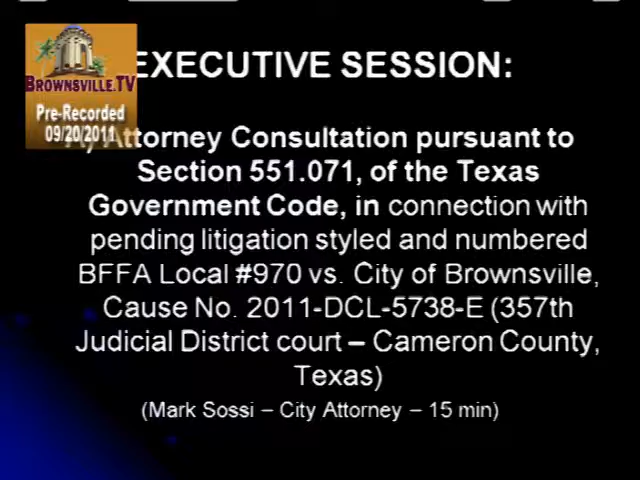 BROWNSVILLE.TV
Pre-Recorded
09/20/2011
EXECUTIVE SESSION:
A) Attorney Consultation pursuant to
Section 551.071, of the Texas
Government Code, in connection with
pending litigation styled and numbered
BFFA Local #970 vs. City of Brownsville,
Cause No. 2011-DCL-5738-E (357th
Judicial District court – Cameron County,
Texas)
(Mark Sossi – City Attorney – 15 min)